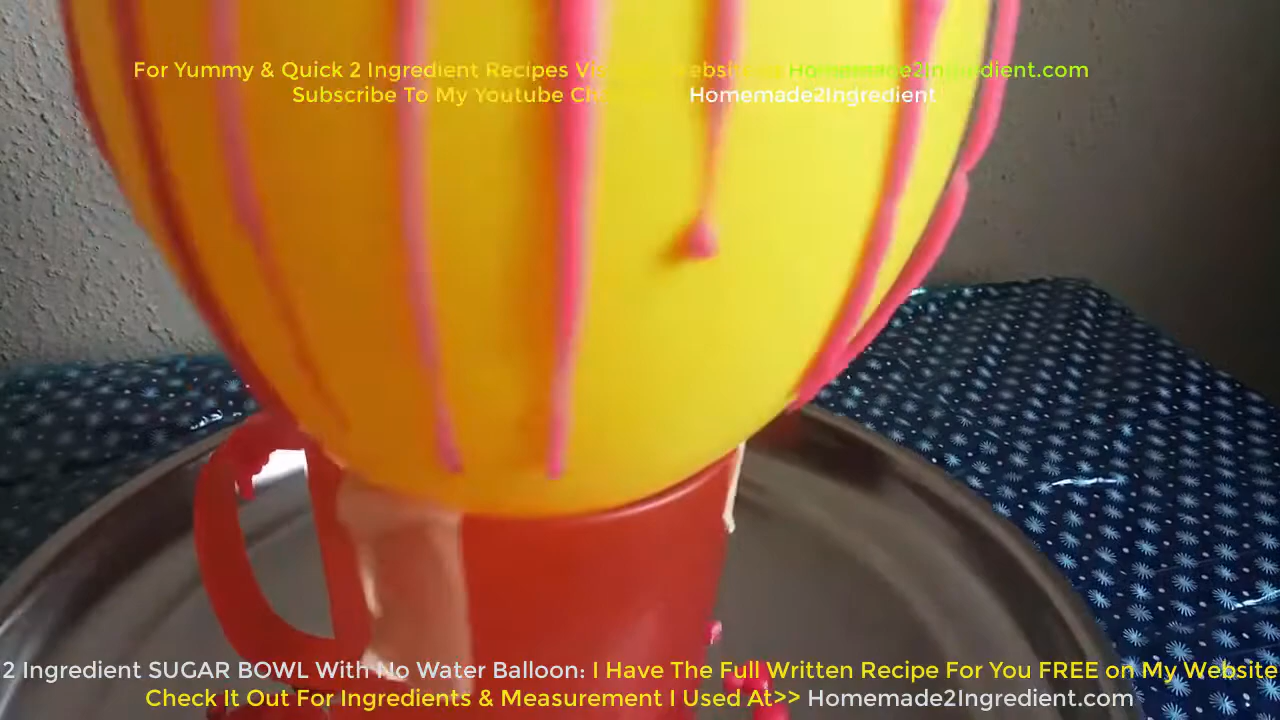 For Yummy & Quick 2 Ingredient Recipes Homemade2Ingredient.com
Subscribe To My Youtube Homemade2Ingredient
2 Ingredient SUGAR BOWL With No Water Balloon: I Have The Full Written Recipe For You FREE on My Website
Check It Out For Ingredients & Measurement I Used At>> Homemade2Ingredient.com